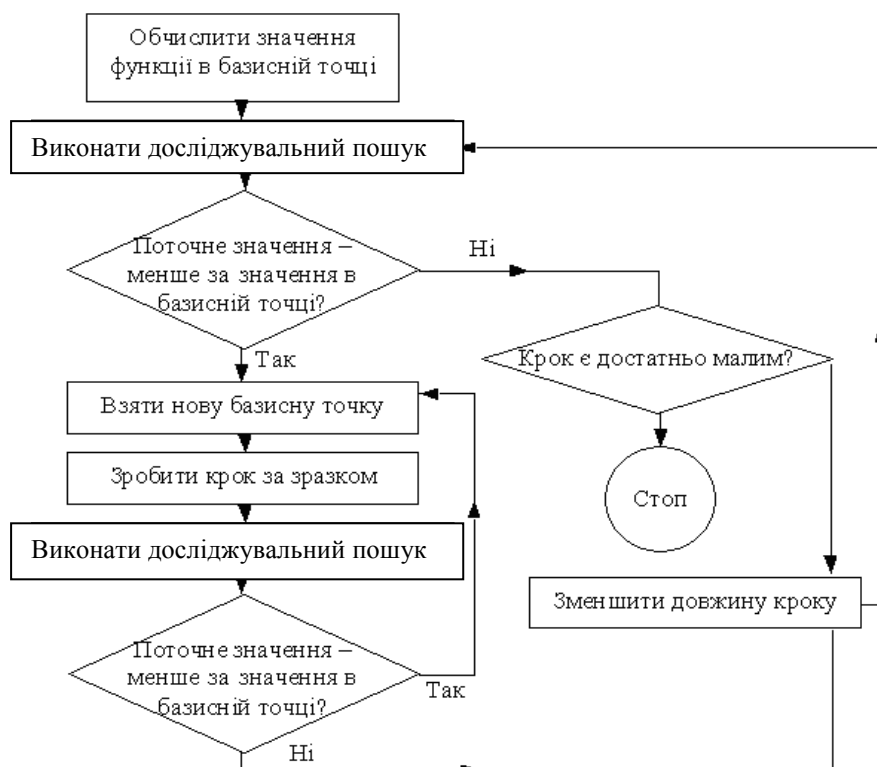 Обчислити значення
функції в базисній точці
Виконати досліджувальний пошук
Поточне значення –
менше за значення в
базисній точці?
Ні
Так
Крок є достатньо малим?
Взяти нову базисну точку
Зробити крок за зразком
Стоп
Виконати досліджувальний пошук
Зменшити довжину кроку
Поточне значення –
менше за значення в
базисній точці?
Так
Ні